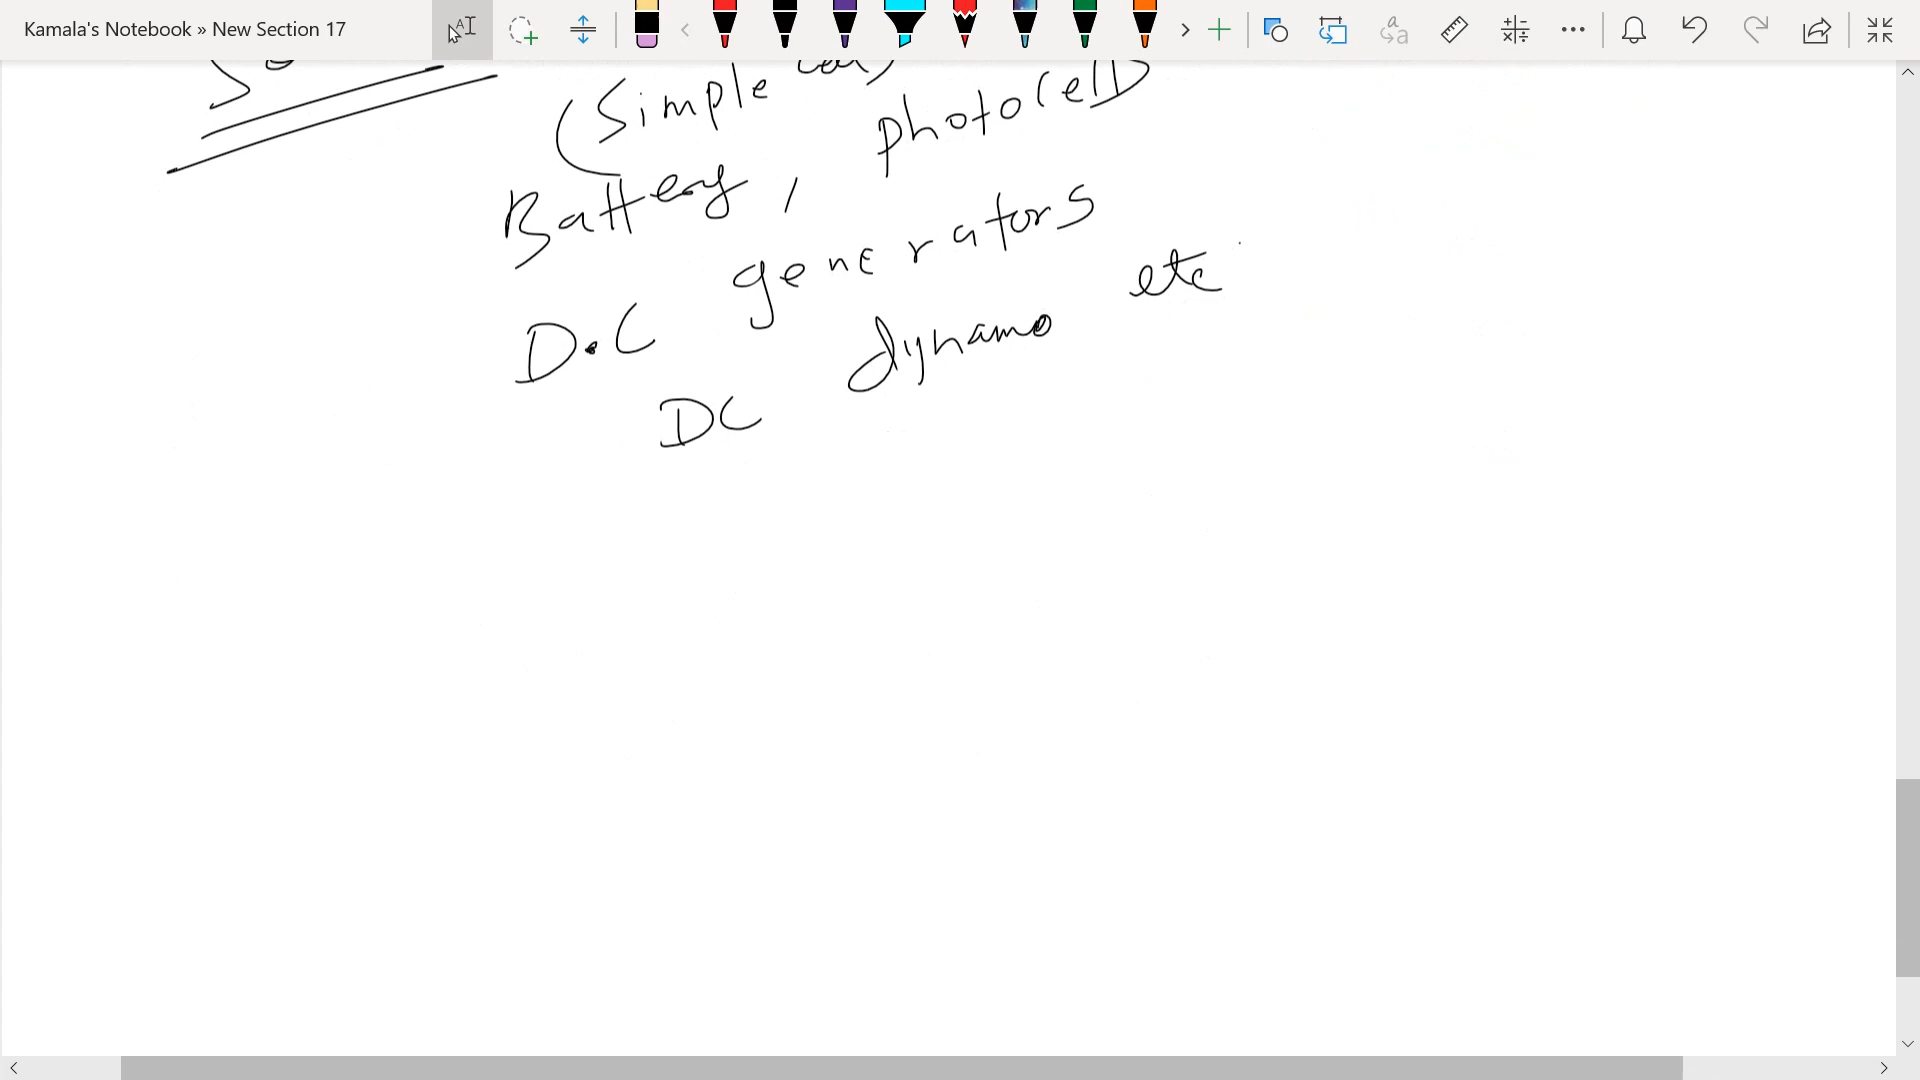 Kamala's Notebook » New Section 17
(Simple
Battery, photocell)
D.C generators
DC dynamo etc